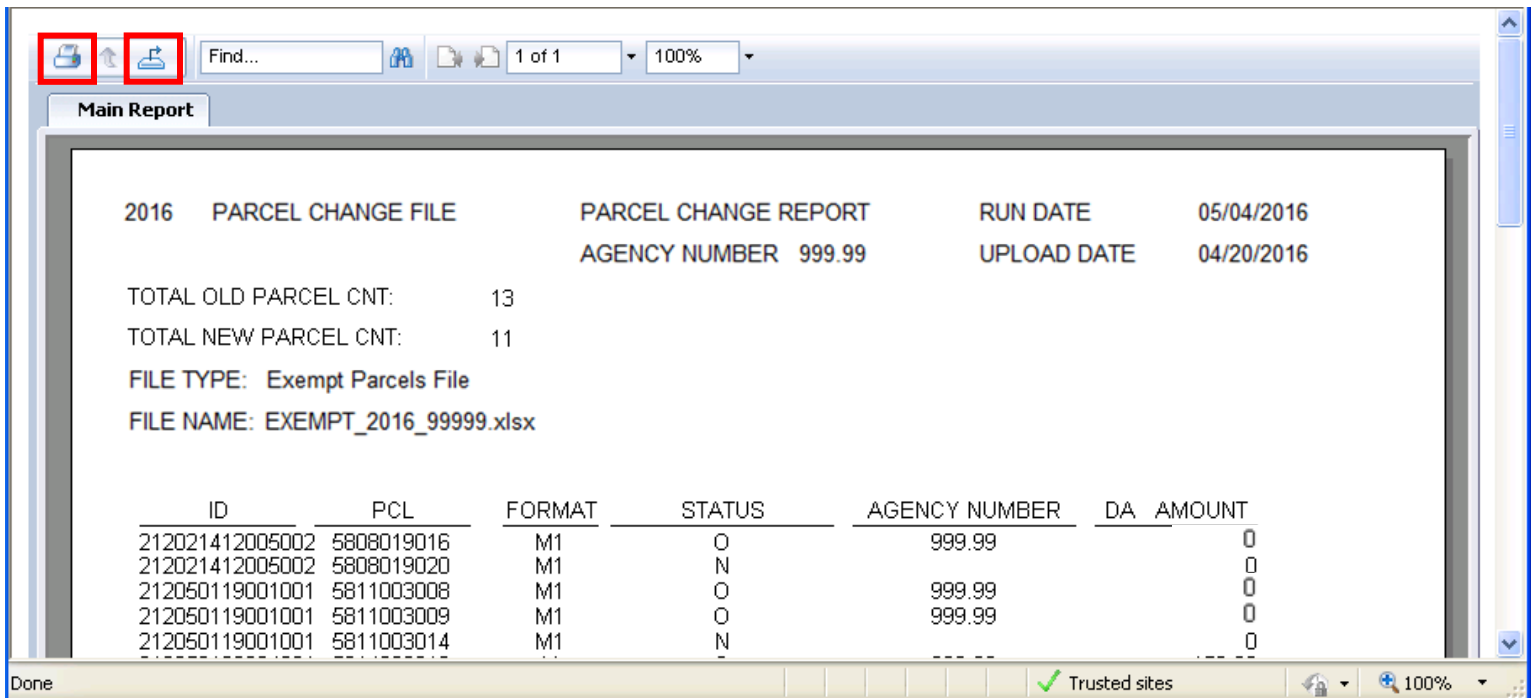 Find... 1 of 1 100%
Main Report
2016 PARCEL CHANGE FILE PARCEL CHANGE REPORT RUN DATE 05/04/2016
AGENCY NUMBER 999.99 UPLOAD DATE 04/20/2016
TOTAL OLD PARCEL CNT: 13
TOTAL NEW PARCEL CNT: 11
FILE TYPE: Exempt Parcels File
FILE NAME: EXEMPT_2016_99999.xlsx
ID PCL FORMAT STATUS AGENCY NUMBER DA AMOUNT
212021412005002 5808019016 M1 O 999.99 0
212021412005002 5808019020 M1 N 0
212050119001001 5811003008 M1 O 999.99 0
212050119001001 5811003009 M1 O 999.99 0
212050119001001 5811003014 M1 N 0
Done Trusted sites 100%